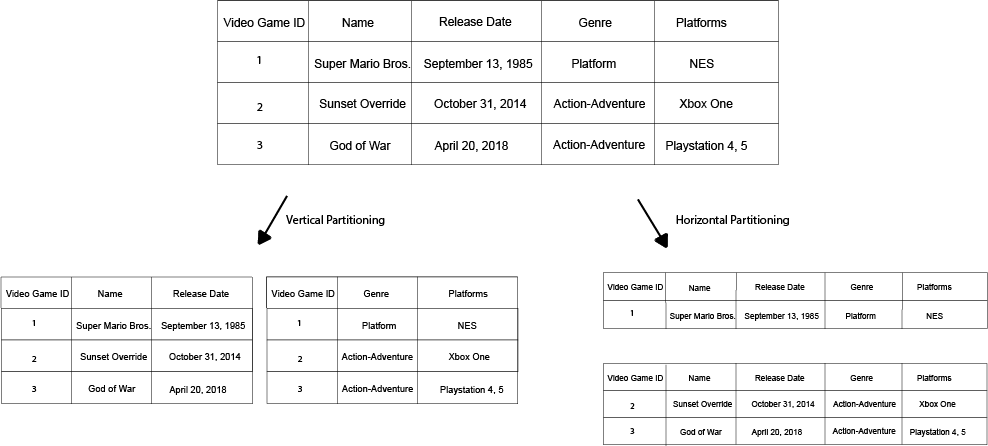 Video Game ID Name Release Date Genre Platforms
1 Super Mario Bros. September 13, 1985 Platform NES
2 Sunset Override October 31, 2014 Action-Adventure Xbox One
3 God of War April 20, 2018 Action-Adventure Playstation 4, 5
Vertical Partitioning
Horizontal Partitioning
Video Game ID Name Release Date
1 Super Mario Bros. September 13, 1985
2 Sunset Override October 31, 2014
3 God of War April 20, 2018
Video Game ID Genre Platforms
1 Platform NES
2 Action-Adventure Xbox One
3 Action-Adventure Playstation 4, 5
Video Game ID Name Release Date Genre Platforms
1 Super Mario Bros. September 13, 1985 Platform NES
Video Game ID Name Release Date Genre Platforms
2 Sunset Override October 31, 2014 Action-Adventure Xbox One
3 God of War April 20, 2018 Action-Adventure Playstation 4, 5